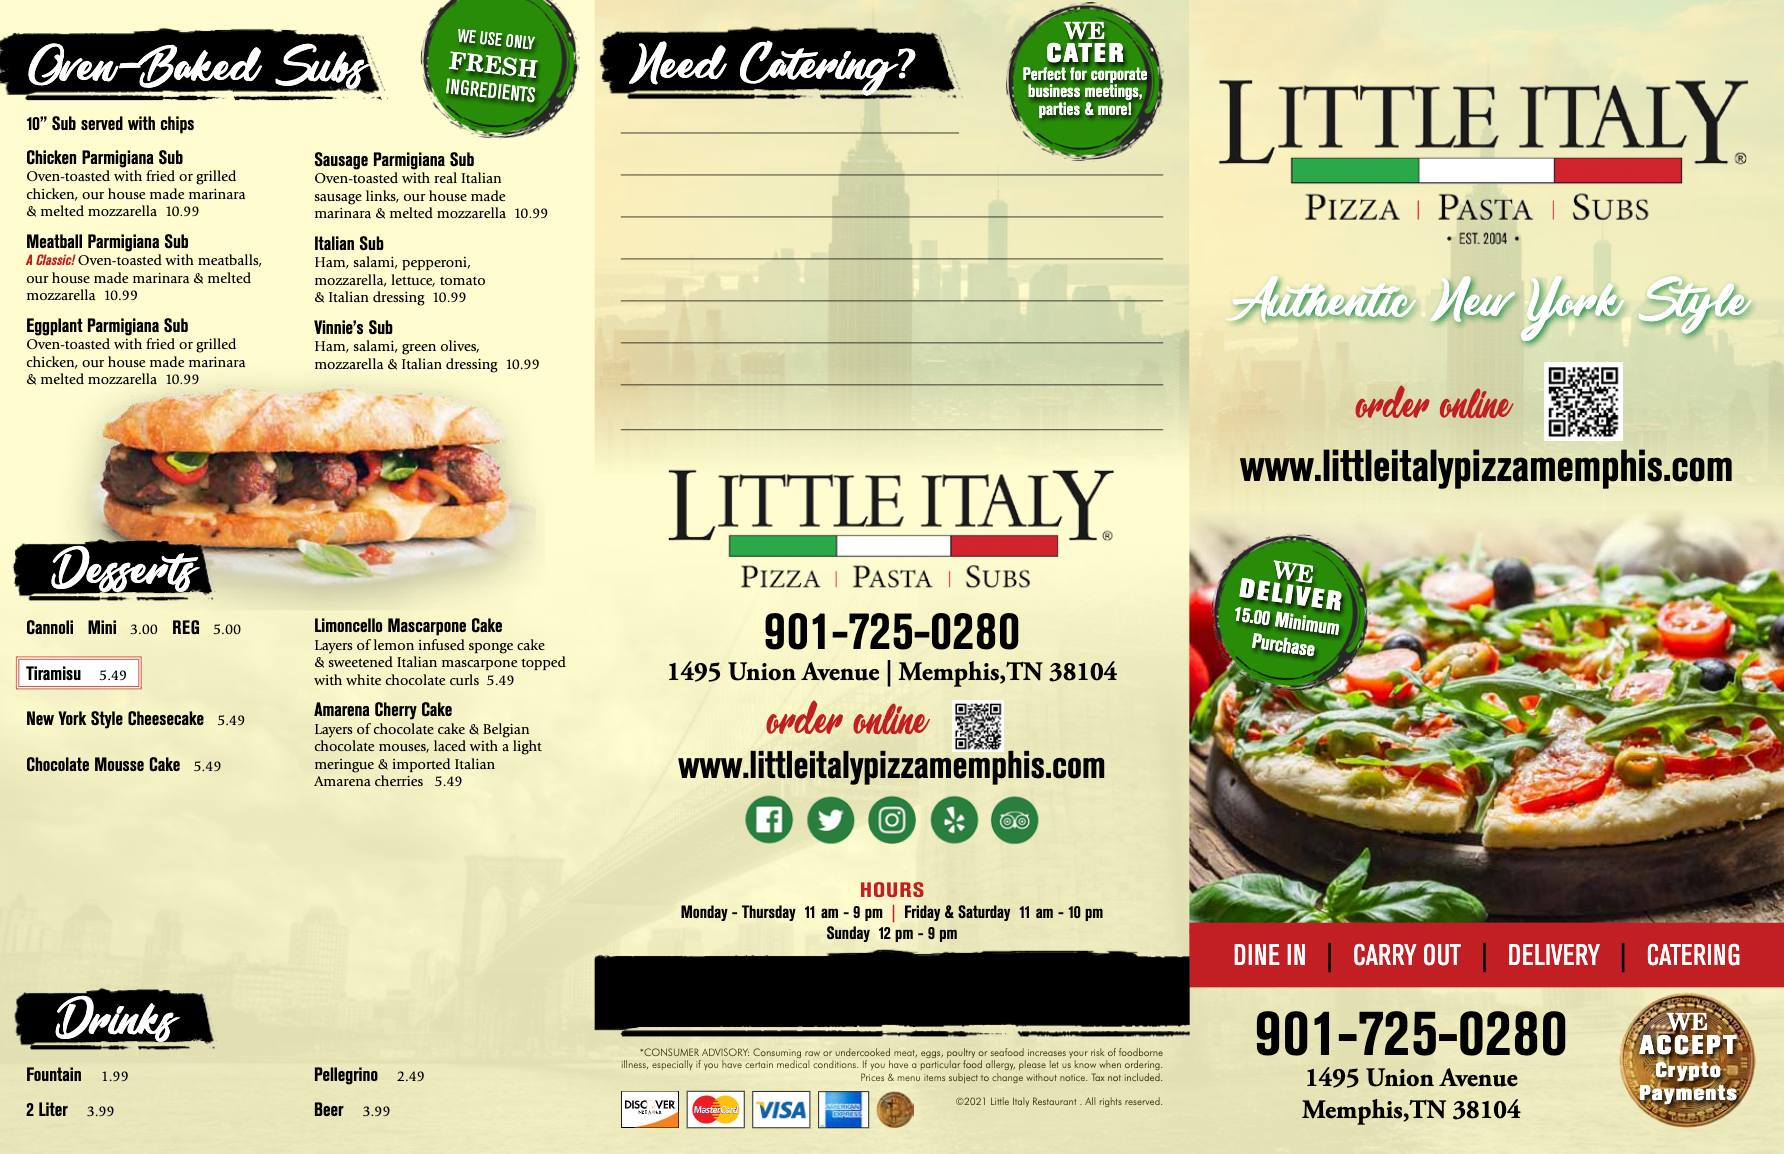 Oven-Baked Subs
WE USE ONLY
FRESH
INGREDIENTS
10” Sub served with chips
Chicken Parmigiana Sub
Oven-toasted with fried or grilled
chicken, our house made marinara
& melted mozzarella 10.99
Meatball Parmigiana Sub
A Classic! Oven-toasted with meatballs,
our house made marinara & melted
mozzarella 10.99
Eggplant Parmigiana Sub
Oven-toasted with fried or grilled
chicken, our house made marinara
& melted mozzarella 10.99
Sausage Parmigiana Sub
Oven-toasted with real Italian
sausage links, our house made
marinara & melted mozzarella 10.99
Italian Sub
Ham, salami, pepperoni,
mozzarella, lettuce, tomato
& Italian dressing 10.99
Vinnie’s Sub
Ham, salami, green olives,
mozzarella & Italian dressing 10.99
Desserts
Cannoli Mini 3.00 REG 5.00
Tiramisu 5.49
New York Style Cheesecake 5.49
Chocolate Mousse Cake 5.49
Limoncello Mascarpone Cake
Layers of lemon infused sponge cake
& sweetened Italian mascarpone topped
with white chocolate curls 5.49
Amarena Cherry Cake
Layers of chocolate cake & Belgian
chocolate mouses, laced with a light
meringue & imported Italian
Amarena cherries 5.49
Drinks
Fountain 1.99
2 Liter 3.99
Pellegrino 2.49
Beer 3.99
Need Catering?
WE
CATER
Perfect for corporate
business meetings,
parties & more!
LITTLE ITALY®
PIZZA | PASTA | SUBS
901-725-0280
1495 Union Avenue | Memphis,TN 38104
order online
www.littleitalypizzamemphis.com
HOURS
Monday - Thursday 11 am - 9 pm | Friday & Saturday 11 am - 10 pm
Sunday 12 pm - 9 pm
*CONSUMER ADVISORY: Consuming raw or undercooked meat, eggs, poultry or seafood increases your risk of foodborne
illness, especially if you have certain medical conditions. If you have a particular food allergy, please let us know when ordering.
Prices & menu items subject to change without notice. Tax not included.
DISCOVER
NETWORK
MasterCard
VISA
AMERICAN
EXPRESS
©2021 Little Italy Restaurant . All rights reserved.
LITTLE ITALY®
PIZZA | PASTA | SUBS
• EST. 2004 •
Authentic New York Style
order online
www.littleitalypizzamemphis.com
WE
DELIVER
15.00 Minimum
Purchase
DINE IN | CARRY OUT | DELIVERY | CATERING
901-725-0280
1495 Union Avenue
Memphis,TN 38104
WE
ACCEPT
Crypto
Payments